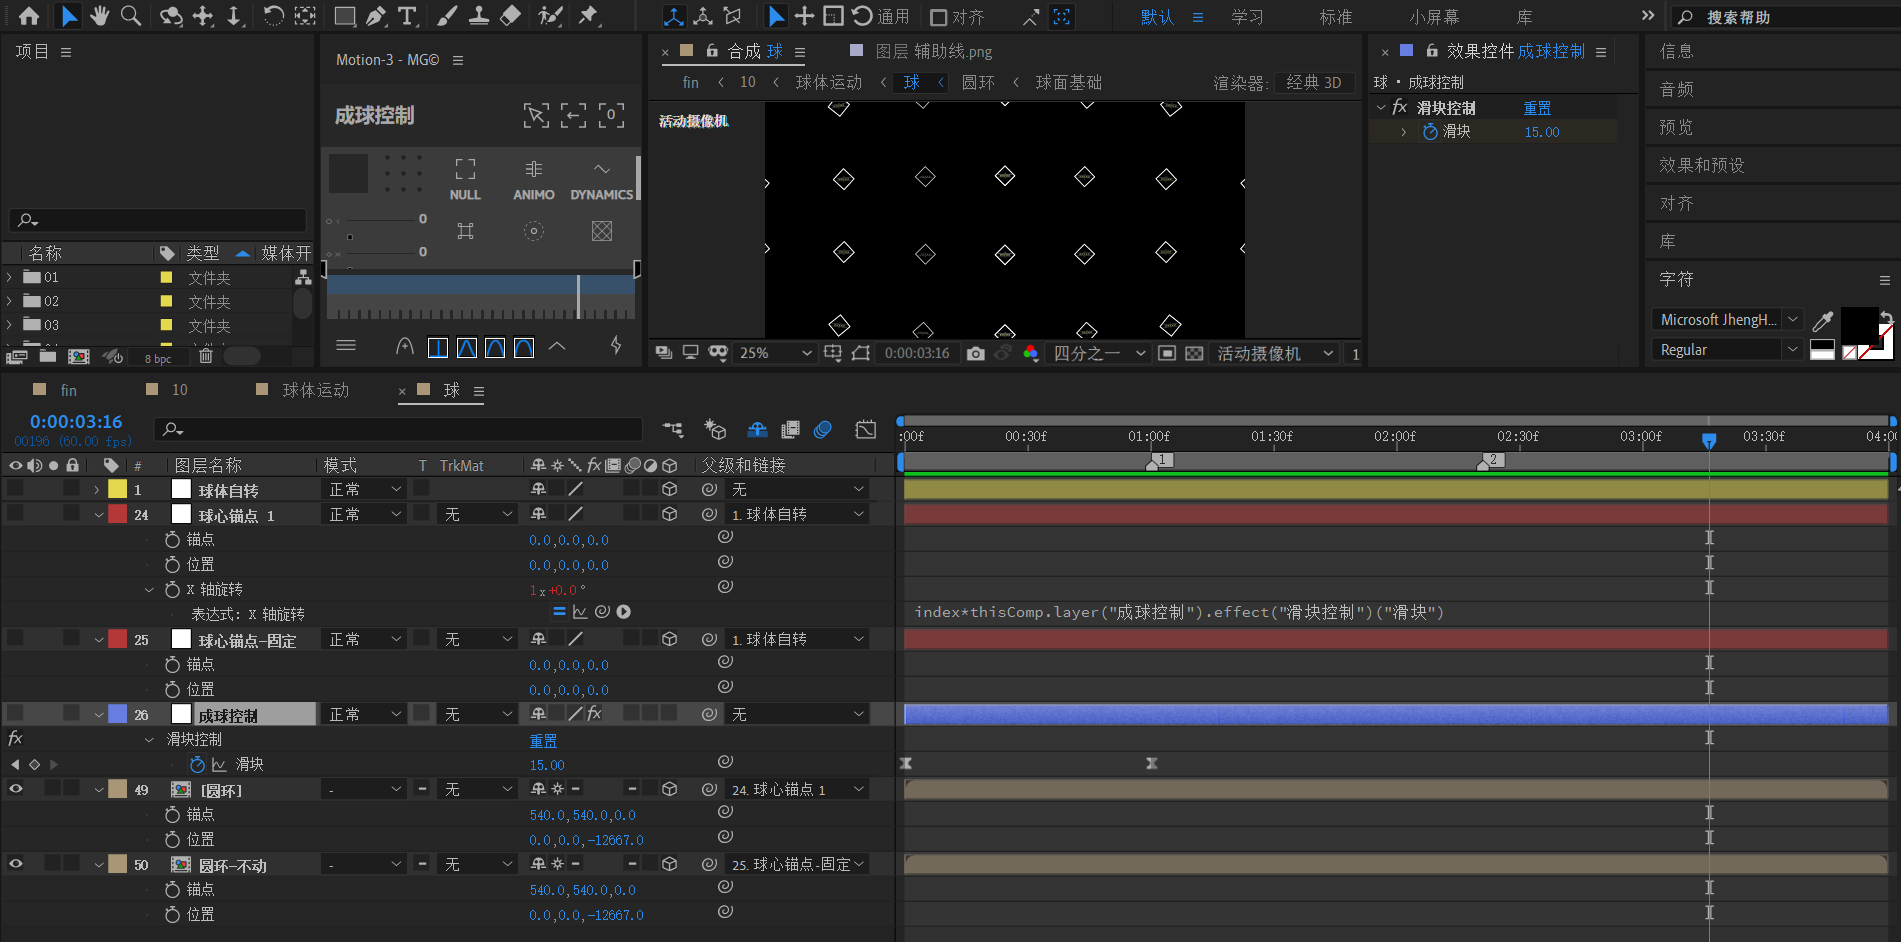 通用
对齐
默认
学习
标准
小屏幕
库
搜索帮助
项目
名称
类型
媒体开
01
文件夹
02
文件夹
03
文件夹
8 bpc
Motion-3 - MG©
成球控制
0
NULL
ANIMO
DYNAMICS
0
0
合成 球
图层 辅助线.png
fin
10
球体运动
球
圆环
球面基础
渲染器:
经典 3D
活动摄像机
25%
0:00:03:16
四分之一
活动摄像机
1
效果控件 成球控制
球 · 成球控制
fx 滑块控制
重置
滑块
15.00
信息
音频
预览
效果和预设
对齐
库
字符
Microsoft JhengH...
Regular
fin
10
球体运动
球
0:00:03:16
00196 (60.00 fps)
:00f
00:30f
01:00f
01:30f
02:00f
02:30f
03:00f
03:30f
04:00
1
2
#
图层名称
模式
T TrkMat
fx
父级和链接
1
球体自转
正常
无
24
球心锚点 1
正常
无
1. 球体自转
锚点
0.0,0.0,0.0
位置
0.0,0.0,0.0
X 轴旋转
1x+0.0°
表达式: X 轴旋转
index*thisComp.layer("成球控制").effect("滑块控制")("滑块")
25
球心锚点-固定
正常
无
1. 球体自转
锚点
0.0,0.0,0.0
位置
0.0,0.0,0.0
26
成球控制
正常
无
fx
无
fx
滑块控制
重置
滑块
15.00
49
[圆环]
-
无
24. 球心锚点 1
锚点
540.0,540.0,0.0
位置
0.0,0.0,-12667.0
50
圆环-不动
-
无
25. 球心锚点-固定
锚点
540.0,540.0,0.0
位置
0.0,0.0,-12667.0